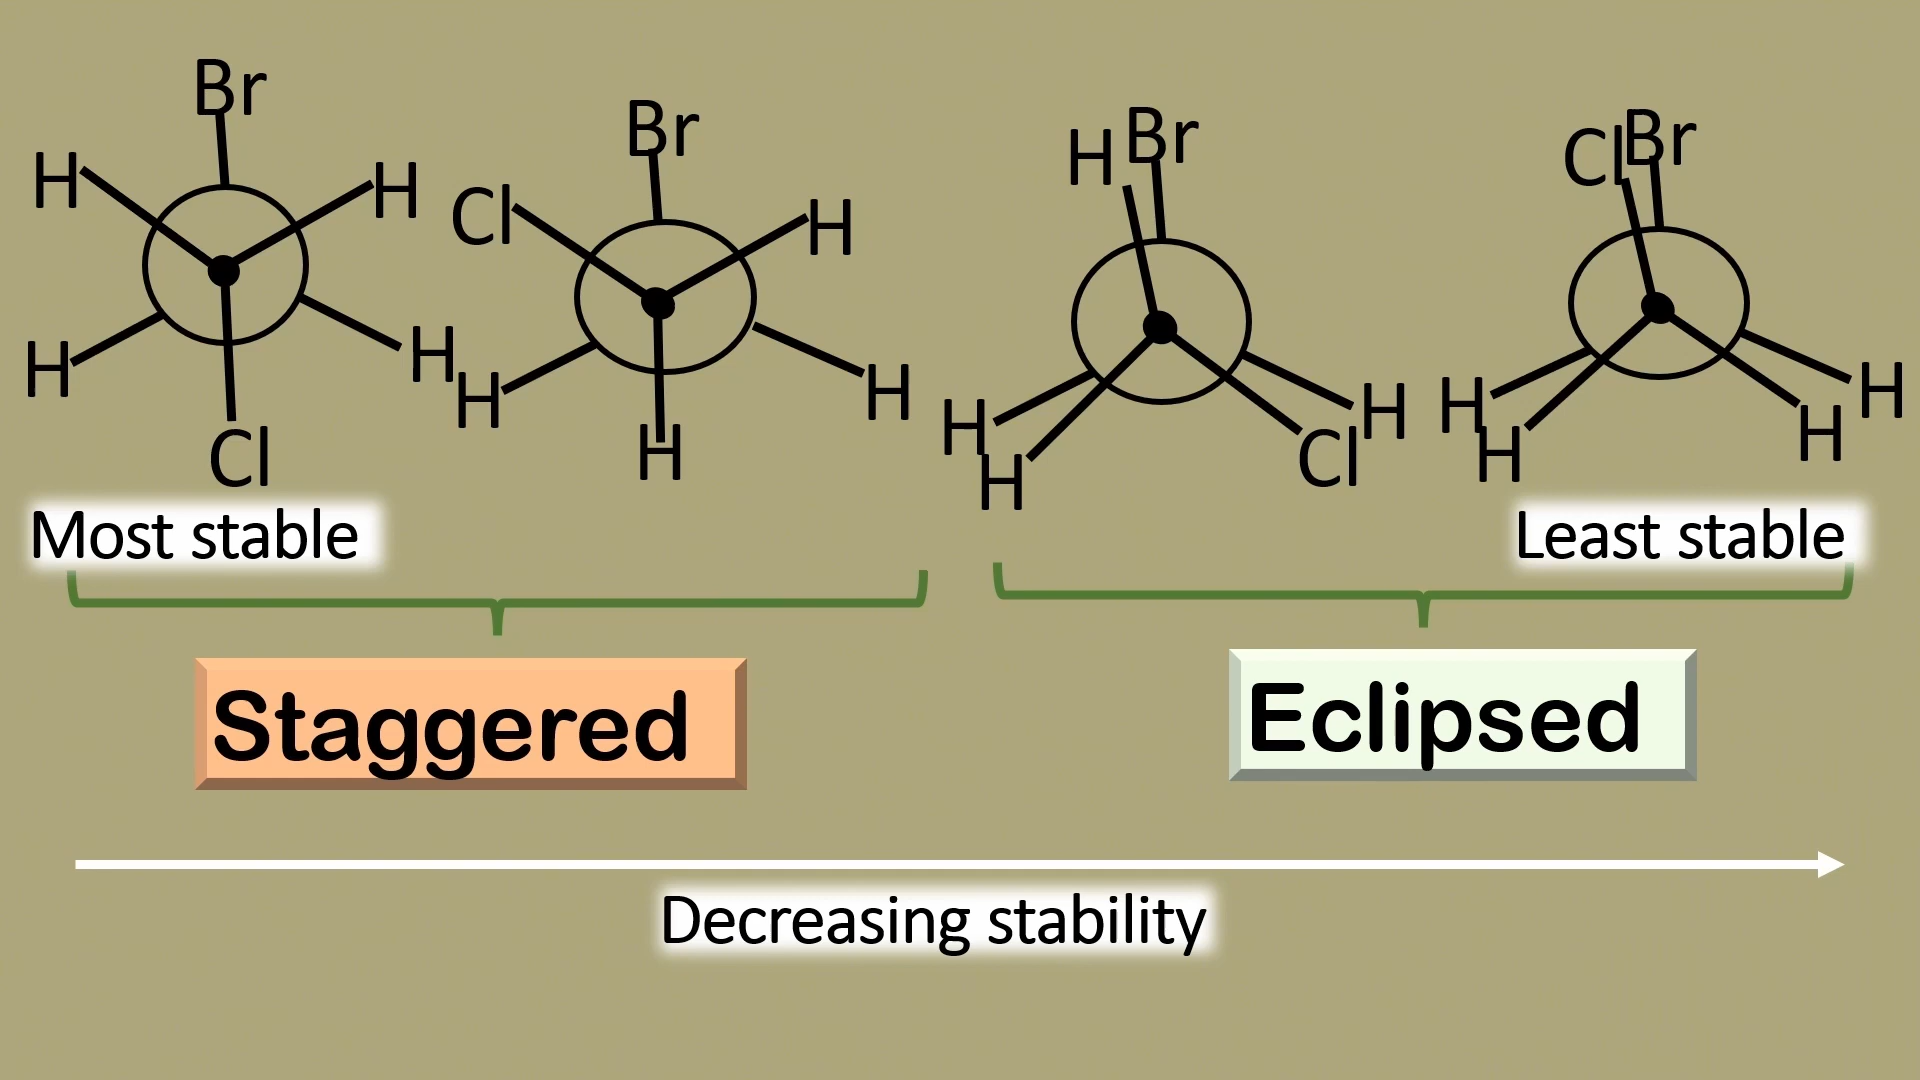 Br
H
H
H
H
Cl
Br
Cl
H
H
H
H
H Br
H
H
H
Cl
Cl Br
H
H
H
H
Most stable
Least stable
Staggered
Eclipsed
Decreasing stability